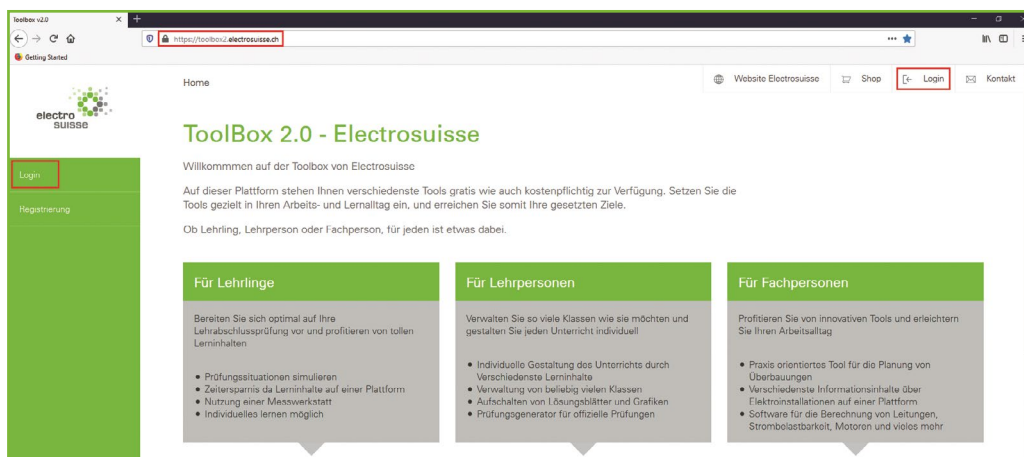 Toolbox v2.0
https://toolbox2.electrosuisse.ch
Getting Started
electro
suisse
Home
Website Electrosuisse
Shop
Login
Kontakt
Login
Registrierung
ToolBox 2.0 - Electrosuisse
Willkommmen auf der Toolbox von Electrosuisse
Auf dieser Plattform stehen Ihnen verschiedenste Tools gratis wie auch kostenpflichtig zur Verfügung. Setzen Sie die
Tools gezielt in Ihren Arbeits- und Lernalltag ein, und erreichen Sie somit Ihre gesetzten Ziele.
Ob Lehrling, Lehrperson oder Fachperson, für jeden ist etwas dabei.
Für Lehrlinge
Bereiten Sie sich optimal auf Ihre
Lehrabschlussprüfung vor und profitieren von tollen
Lerninhalten
• Prüfungssituationen simulieren
• Zeitersparnis da Lerninhalte auf einer Plattform
• Nutzung einer Messwerkstatt
• Individuelles lernen möglich
Für Lehrpersonen
Verwalten Sie so viele Klassen wie sie möchten und
gestalten Sie jeden Unterricht individuell
• Individuelle Gestaltung des Unterrichts durch
Verschiedenste Lerninhalte
• Verwaltung von beliebig vielen Klassen
• Aufschalten von Lösungsblätter und Grafiken
• Prüfungsgenerator für offizielle Prüfungen
Für Fachpersonen
Profitieren Sie von innovativen Tools und erleichtern
Sie Ihren Arbeitsalltag
• Praxis orientiertes Tool für die Planung von
Überbauungen
• Verschiedenste Informationsinhalte über
Elektroinstallationen auf einer Plattform
• Software für die Berechnung von Leitungen,
Strombelastbarkeit, Motoren und vieles mehr